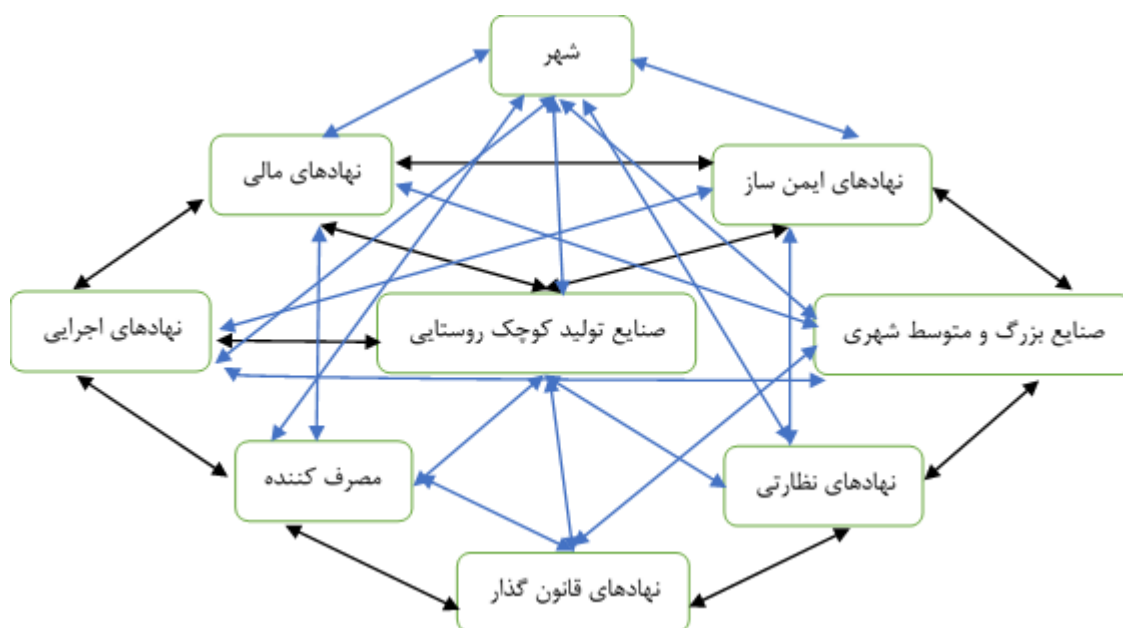 شهر
نهادهای ایمن ساز
نهادهای مالی
صنایع بزرگ و متوسط شهری
صنایع تولید کوچک روستایی
نهادهای اجرایی
نهادهای نظارتی
مصرف کننده
نهادهای قانون گذار